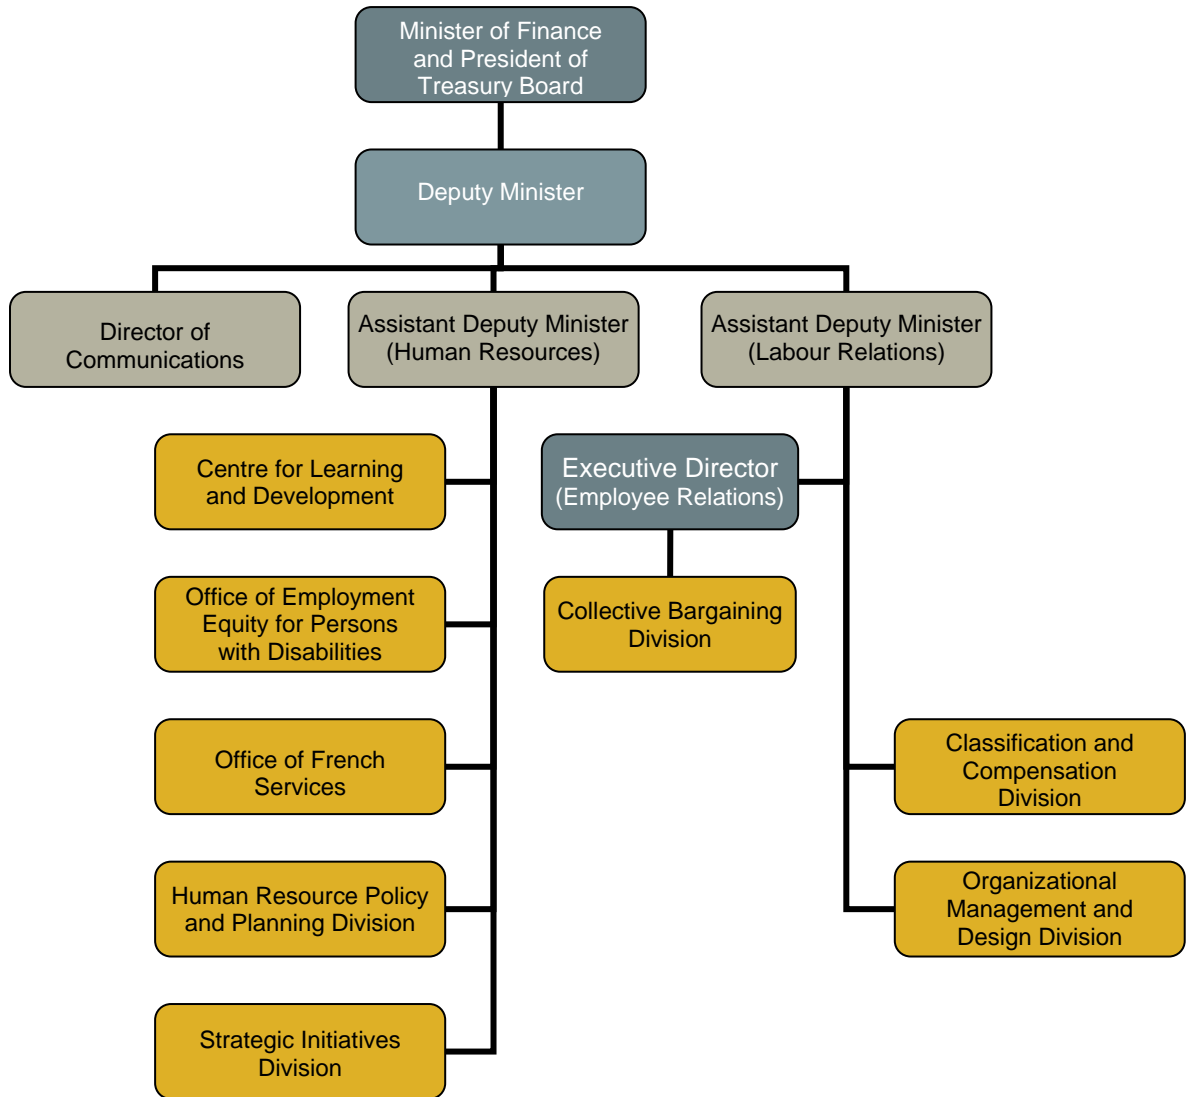 Minister of Finance
and President of
Treasury Board
Deputy Minister
Director of
Communications
Assistant Deputy Minister
(Human Resources)
Assistant Deputy Minister
(Labour Relations)
Centre for Learning
and Development
Executive Director
(Employee Relations)
Office of Employment
Equity for Persons
with Disabilities
Collective Bargaining
Division
Office of French
Services
Classification and
Compensation
Division
Human Resource Policy
and Planning Division
Organizational
Management and
Design Division
Strategic Initiatives
Division